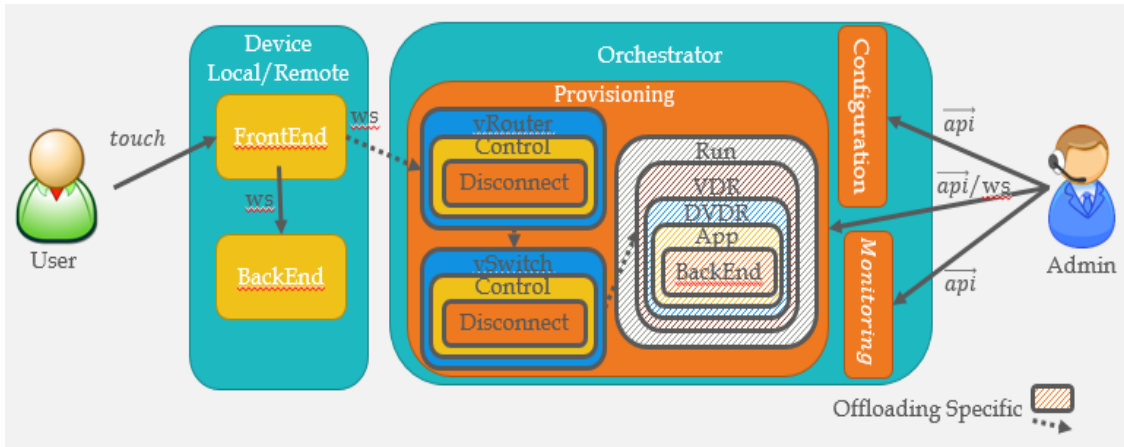 Device
Local/Remote
Orchestrator
Configuration
Provisioning
ws
vRouter
FrontEnd
touch
Control
Run
Disconnect
VDR
api
api/ws
ws
DVDR
App
vSwitch
BackEnd
BackEnd
Control
User
Admin
Disconnect
Monitoring
api
Offloading Specific